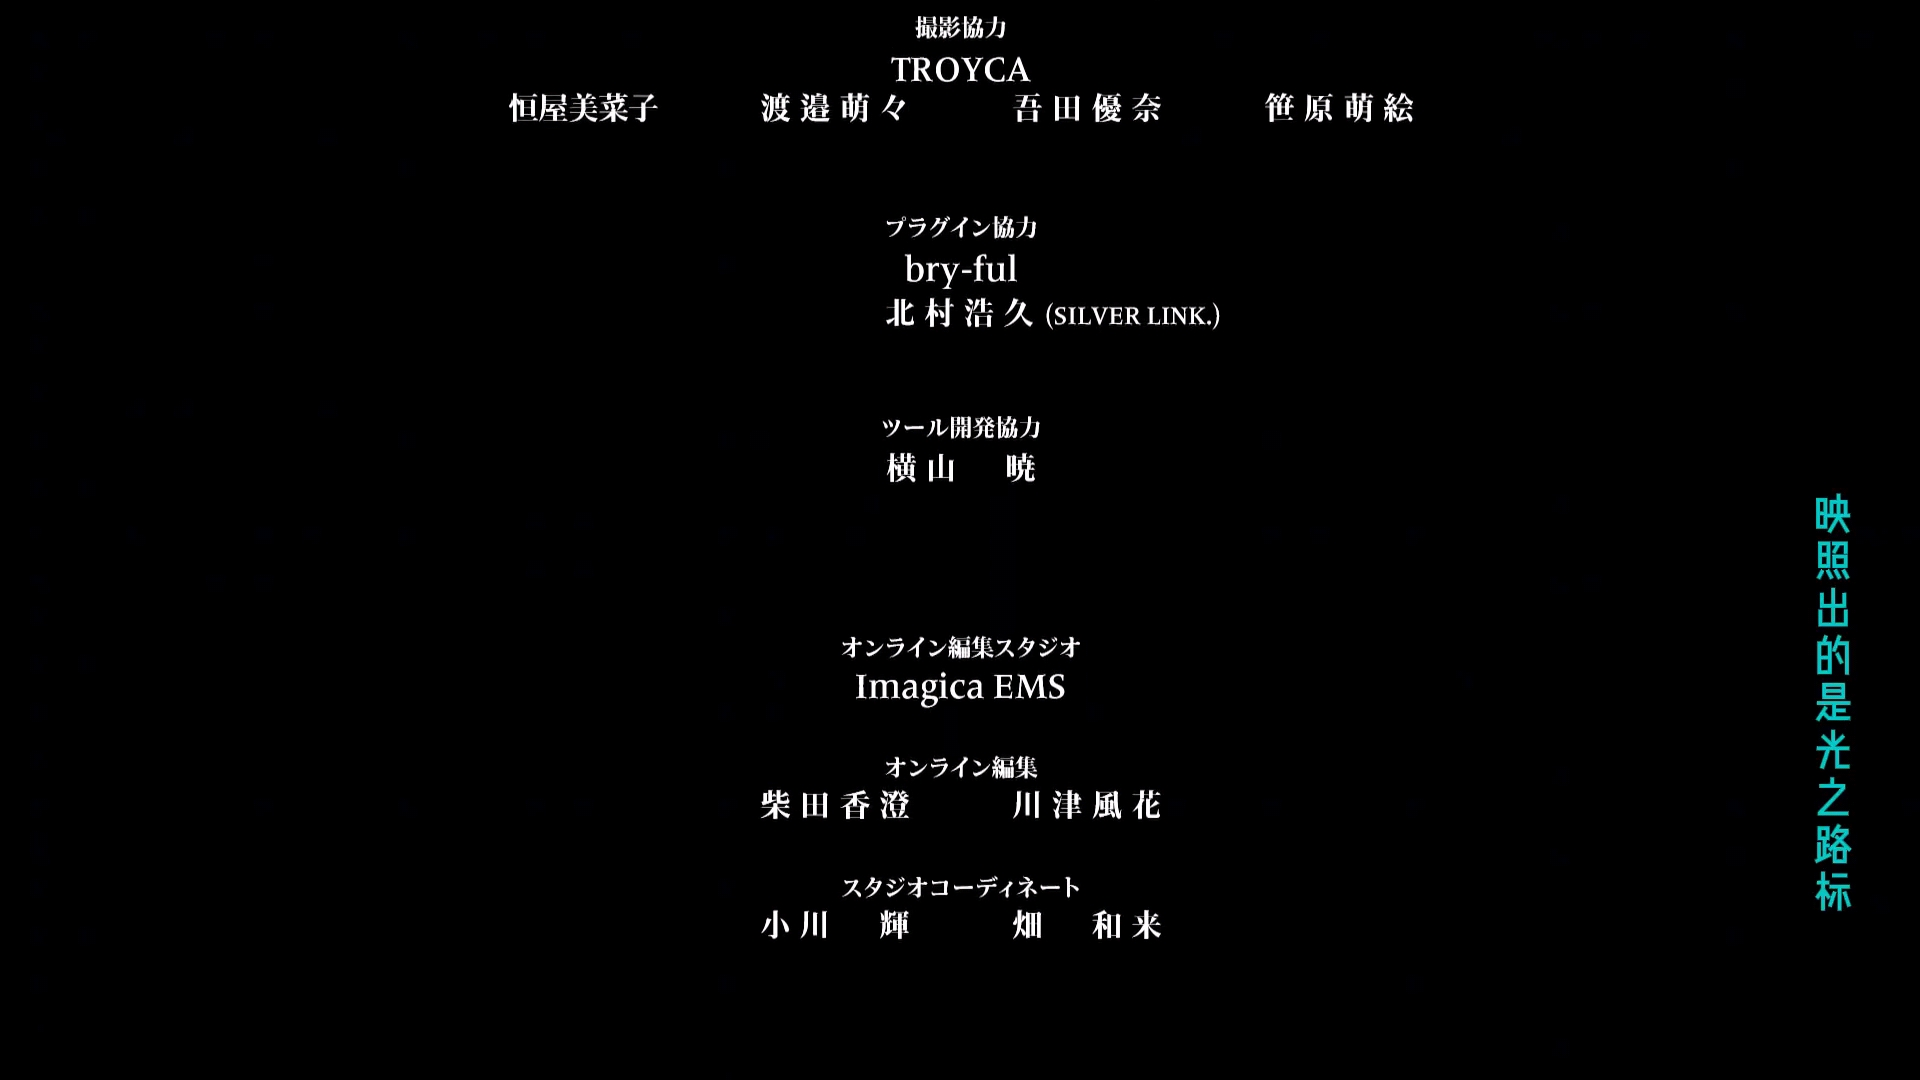 撮影協力
TROYCA
恒屋美菜子 渡邉萌々 吾田優奈 笹原萌絵
プラグイン協力
bry-ful
北村浩久 (SILVER LINK.)
ツール開発協力
横山 暁
オンライン編集スタジオ
Imagica EMS
オンライン編集
柴田香澄 川津風花
スタジオコーディネート
小川 輝 畑 和来
映照出的是光之路标